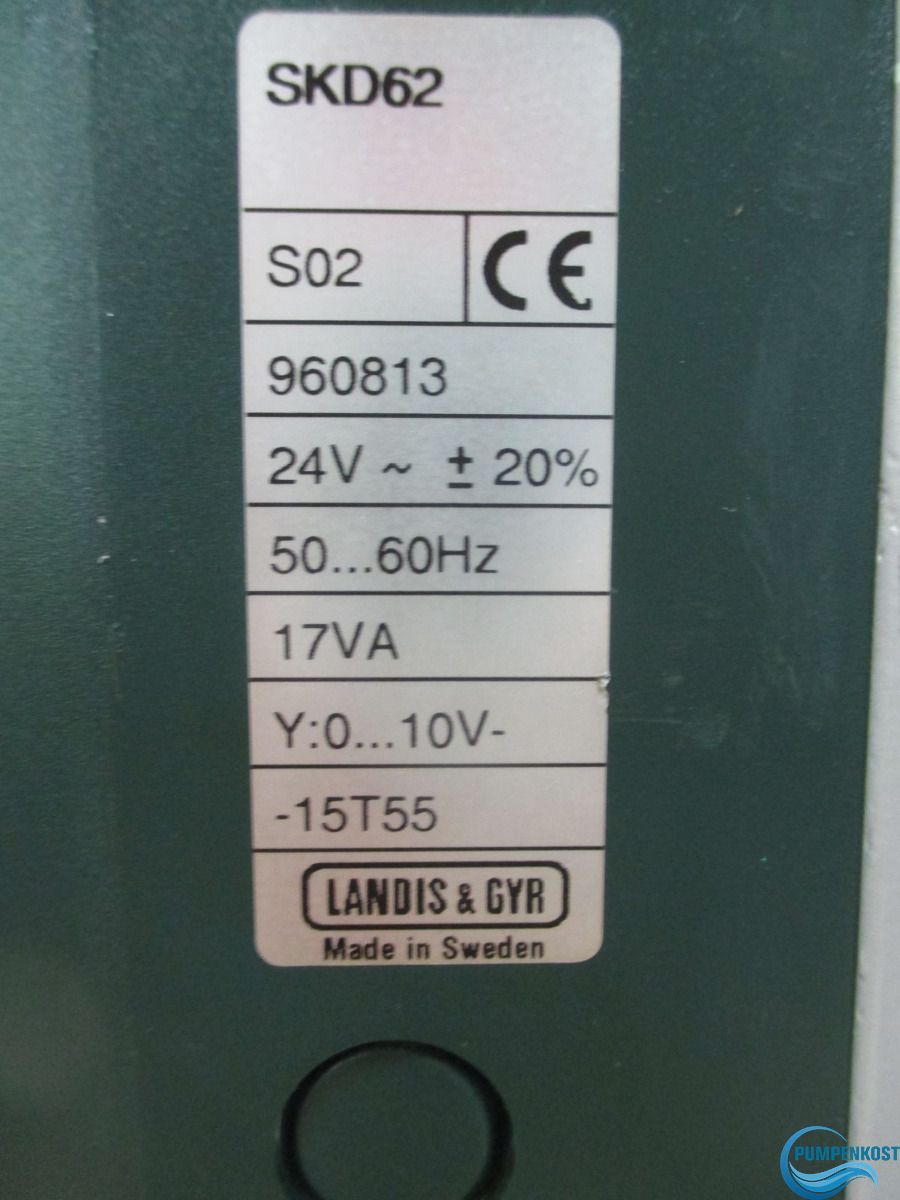 SKD62
S02 CE
960813
24V ~ ± 20%
50...60Hz
17VA
Y:0...10V-
-15T55
LANDIS & GYR
Made in Sweden
PUMPENKOST